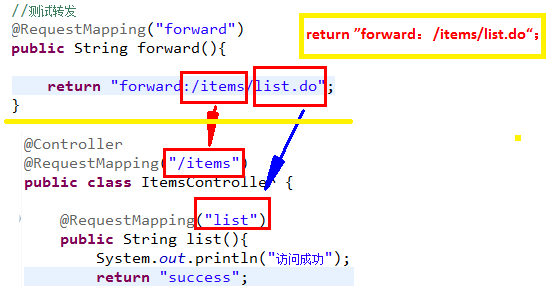 //测试转发
@RequestMapping("forward")
public String forward(){
return "forward:/items/list.do";
}
return ”forward：/items/list.do“；
@Controller
@RequestMapping("/items")
public class ItemsController {
@RequestMapping("list")
public String list(){
System.out.println("访问成功");
return "success";